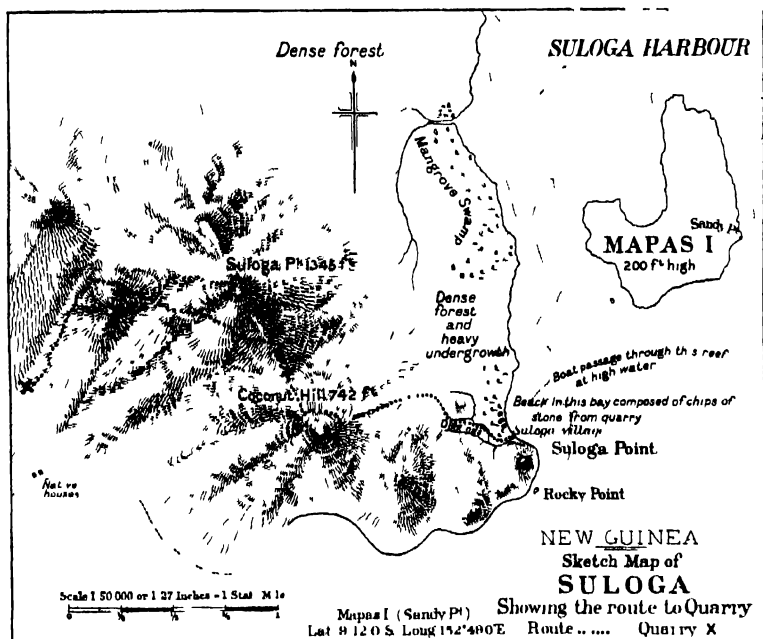 Dense forest
N
SULOGA HARBOUR
Mangrove Swamp
Sandy Pt
MAPAS I
200 ft high
Suloga Pk 1345 ft
Dense
forest
and
heavy
undergrowth
Boat passage through this reef
at high water
Coconut Hill 742 ft
Beach in this bay composed of chips of
stone from quarry
Suloga village
Suloga Point
Native
houses
Rocky Point
NEW GUINEA
Sketch Map of
SULOGA
Showing the route to Quarry
Route ...... Quarry X
Scale 1 50 000 or 1 27 Inches = 1 Stat Mile
0 1
Mapas I (Sandy Pt)
Lat 9 12 0 S. Long 152° 49 0 E